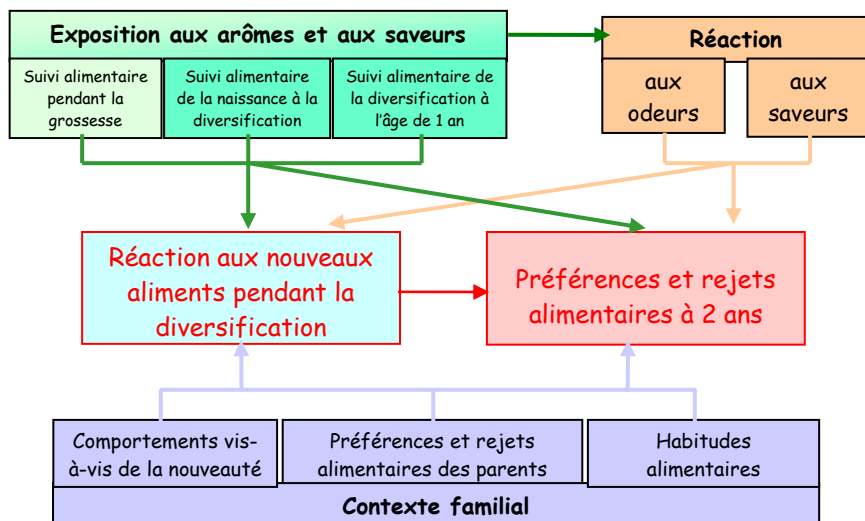 Exposition aux arômes et aux saveurs
Suivi alimentaire
pendant la
grossesse
Suivi alimentaire
de la naissance à la
diversification
Suivi alimentaire de
la diversification à
l'âge de 1 an
Réaction
aux
odeurs
aux
saveurs
Réaction aux nouveaux
aliments pendant la
diversification
Préférences et rejets
alimentaires à 2 ans
Comportements vis-
à-vis de la nouveauté
Préférences et rejets
alimentaires des parents
Habitudes
alimentaires
Contexte familial